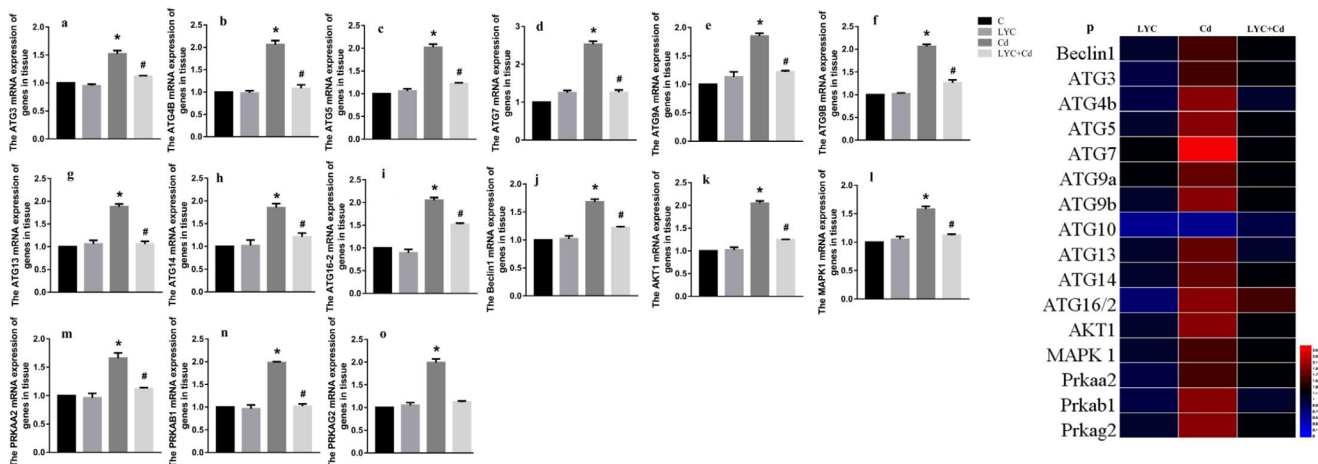 a
The ATG3 mRNA expression of
genes in tissue
2.0
1.5
1.0
0.5
0.0
*
#
b
The ATG4B mRNA expression of
genes in tissue
2.5
2.0
1.5
1.0
0.5
0.0
*
#
c
The ATG5 mRNA expression of
genes in tissue
2.5
2.0
1.5
1.0
0.5
0.0
*
#
d
The ATG7 mRNA expression of
genes in tissue
3
2
1
0
*
#
e
The ATG9A mRNA expression of
genes in tissue
2.0
1.5
1.0
0.5
0.0
*
#
f
The ATG9B mRNA expression of
genes in tissue
2.5
2.0
1.5
1.0
0.5
0.0
*
#
C
LYC
Cd
LYC+Cd
g
The ATG13 mRNA expression of
genes in tissue
2.5
2.0
1.5
1.0
0.5
0.0
*
#
h
The ATG14 mRNA expression of
genes in tissue
2.5
2.0
1.5
1.0
0.5
0.0
*
#
i
The ATG16-2 mRNA expression of
genes in tissue
2.5
2.0
1.5
1.0
0.5
0.0
*
#
j
The Beclin1 mRNA expression of
genes in tissue
2.0
1.5
1.0
0.5
0.0
*
#
k
The AKT1 mRNA expression of
genes in tissue
2.5
2.0
1.5
1.0
0.5
0.0
*
#
l
The MAPK1 mRNA expression of
genes in tissue
2.0
1.5
1.0
0.5
0.0
*
#
m
The PRKAA2 mRNA expression of
genes in tissue
2.0
1.5
1.0
0.5
0.0
*
#
n
The PRKAB1 mRNA expression of
genes in tissue
2.5
2.0
1.5
1.0
0.5
0.0
*
#
o
The PRKAG2 mRNA expression of
genes in tissue
2.5
2.0
1.5
1.0
0.5
0.0
*
p
LYC Cd LYC+Cd
Beclin1
ATG3
ATG4b
ATG5
ATG7
ATG9a
ATG9b
ATG10
ATG13
ATG14
ATG16/2
AKT1
MAPK 1
Prkaa2
Prkab1
Prkag2